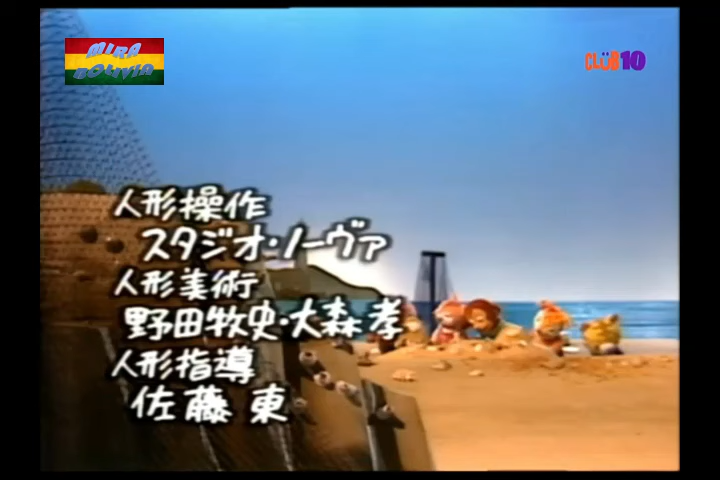 MIRA
BOLIVIA
CLÜB10
人形操作
スタジオ・ノーヴァ
人形美術
野田牧史・大森孝
人形指導
佐藤東